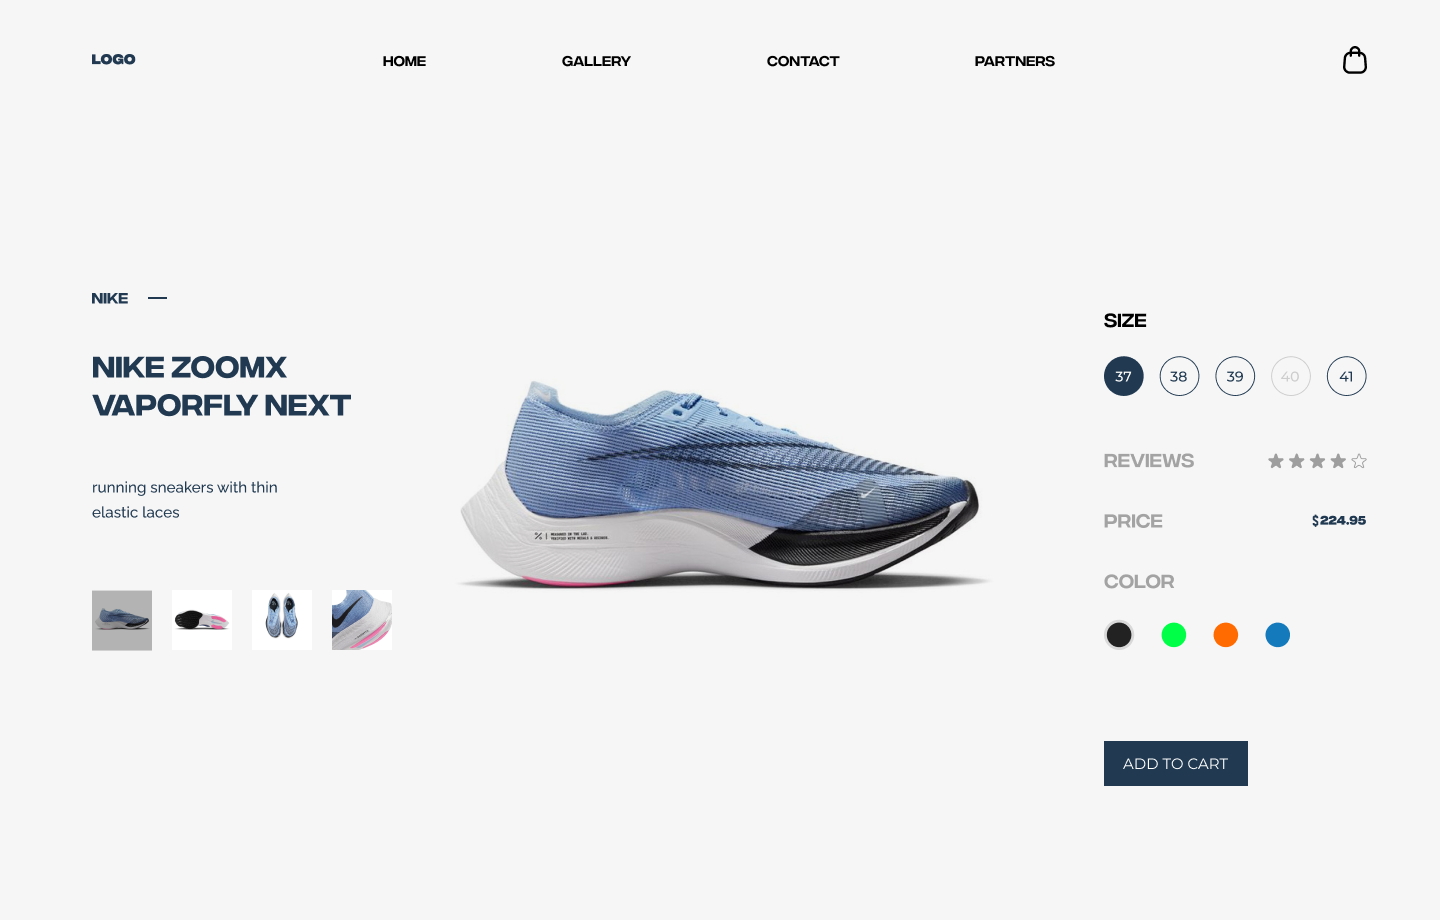 LOGO
HOME
GALLERY
CONTACT
PARTNERS
NIKE
NIKE ZOOMX
VAPORFLY NEXT
running sneakers with thin
elastic laces
SIZE
37 38 39 40 41
REVIEWS
PRICE
$224.95
COLOR
ADD TO CART